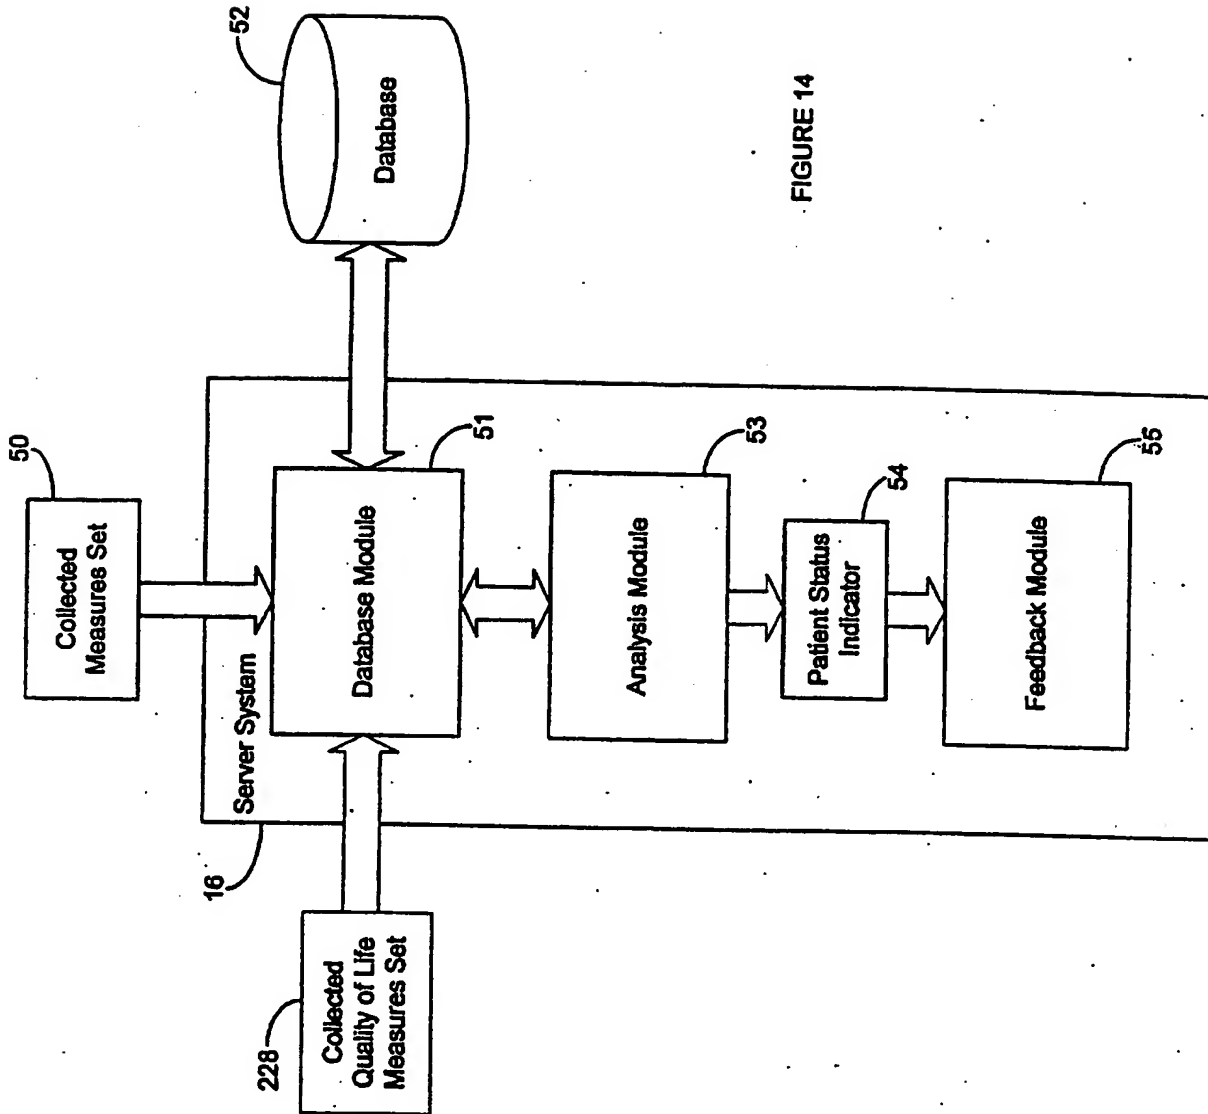 50
Collected
Measures Set
16
Server System
52
228
Collected
Quality of Life
Measures Set
Database Module
Database
51
Analysis Module
53
Patient Status
Indicator
54
Feedback Module
55
FIGURE 14